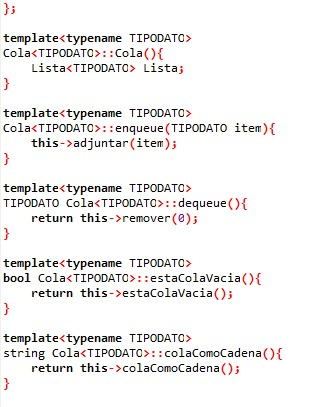 };
template<typename TIPODATO>
Cola<TIPODATO>::Cola(){
Lista<TIPODATO> Lista;
}
template<typename TIPODATO>
Cola<TIPODATO>::enqueue(TIPODATO item){
this->adjuntar(item);
}
template<typename TIPODATO>
TIPODATO Cola<TIPODATO>::dequeue(){
return this->remover(0);
}
template<typename TIPODATO>
bool Cola<TIPODATO>::estaColaVacia(){
return this->estaColaVacia();
}
template<typename TIPODATO>
string Cola<TIPODATO>::colaComoCadena(){
return this->colaComoCadena();
}